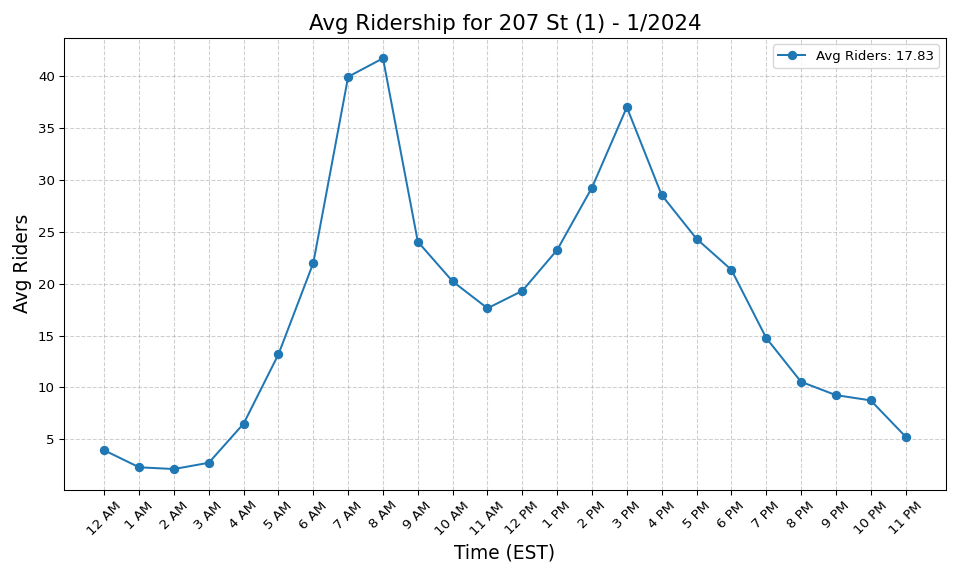 Avg Ridership for 207 St (1) - 1/2024
Avg Riders: 17.83
Avg Riders
40
35
30
25
20
15
10
5
12 AM
1 AM
2 AM
3 AM
4 AM
5 AM
6 AM
7 AM
8 AM
9 AM
10 AM
11 AM
12 PM
1 PM
2 PM
3 PM
4 PM
5 PM
6 PM
7 PM
8 PM
9 PM
10 PM
11 PM
Time (EST)